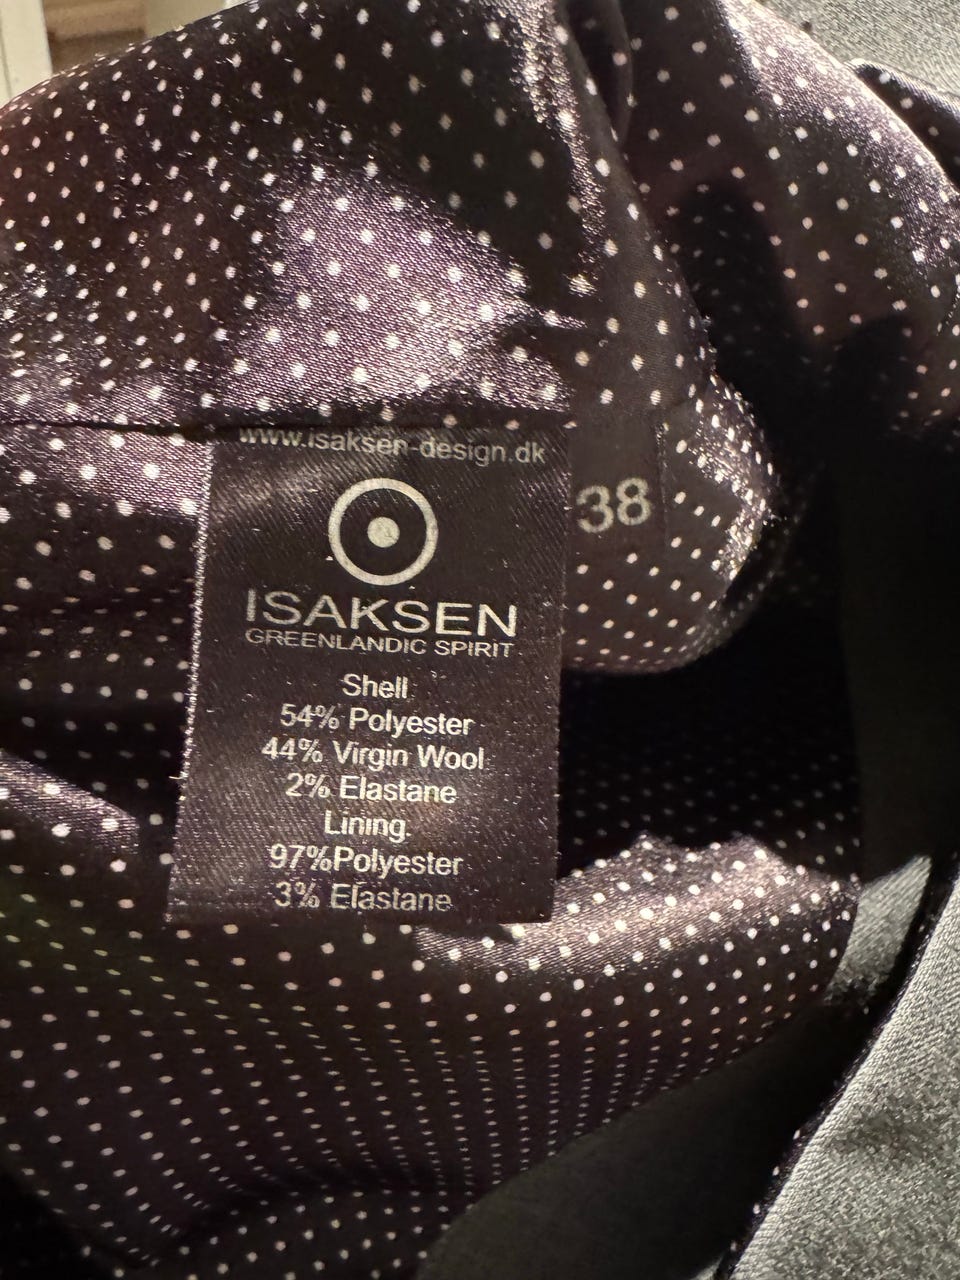 www.isaksen-design.dk
38
ISAKSEN
GREENLANDIC SPIRIT
Shell
54% Polyester
44% Virgin Wool
2% Elastane
Lining.
97%Polyester
3% Elastane